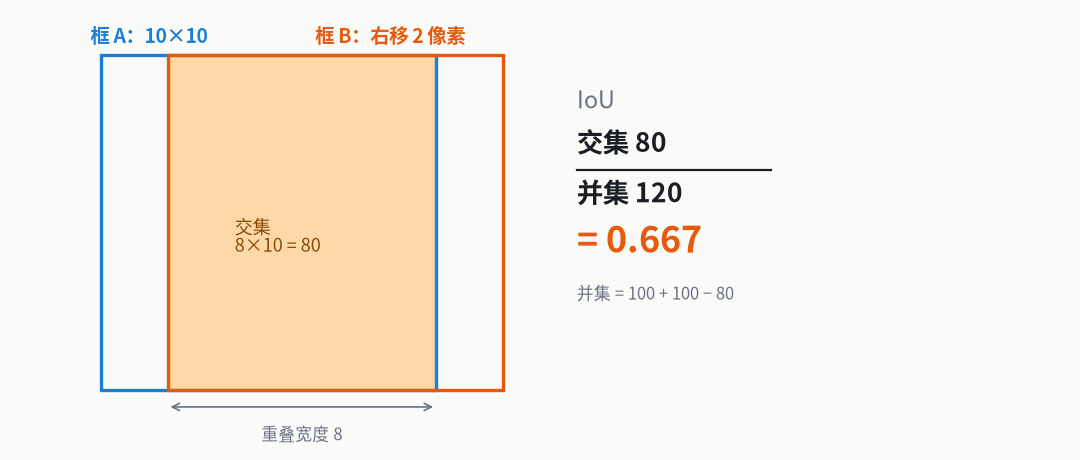 框 A：10×10
框 B：右移 2 像素
交集
8×10 = 80
重叠宽度 8
IoU
交集 80
并集 120
= 0.667
并集 = 100 + 100 − 80